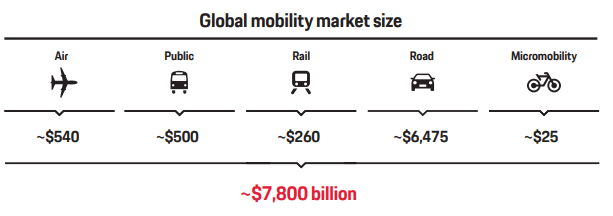 Global mobility market size
Air Public Rail Road Micromobility
~$540 ~$500 ~$260 ~$6,475 ~$25
~$7,800 billion